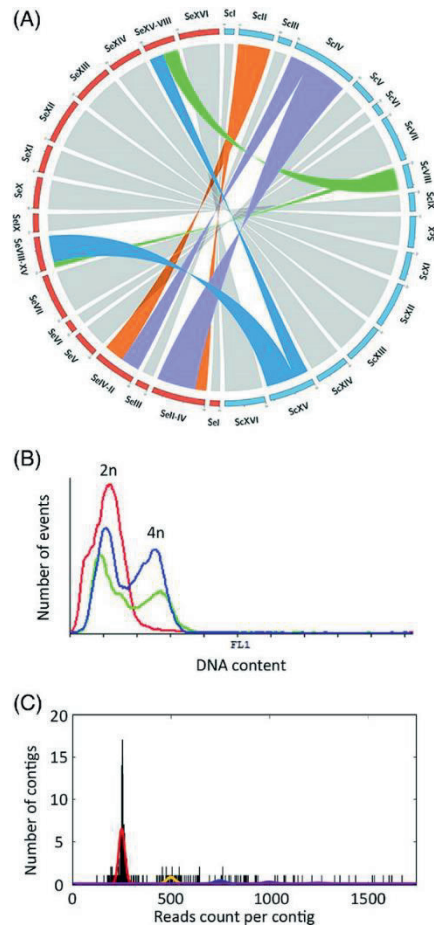 (A)
ScI
ScII
ScIII
ScIV
ScV
ScVI
ScVII
ScVIII
ScIX
ScX
ScXI
ScXII
ScXIII
ScXIV
ScXV
ScXVI
SeI
SeII-IV
SeIII
SeIV-II
SeV
SeVI
SeVII
SeVIII-XV
SeIX
SeX
SeXI
SeXII
SeXIII
SeXIV
SeXV-VIII
SeXVI
(B)
2n
4n
Number of events
FL1
DNA content
(C)
20
15
10
5
0
Number of contigs
0 500 1000 1500
Reads count per contig